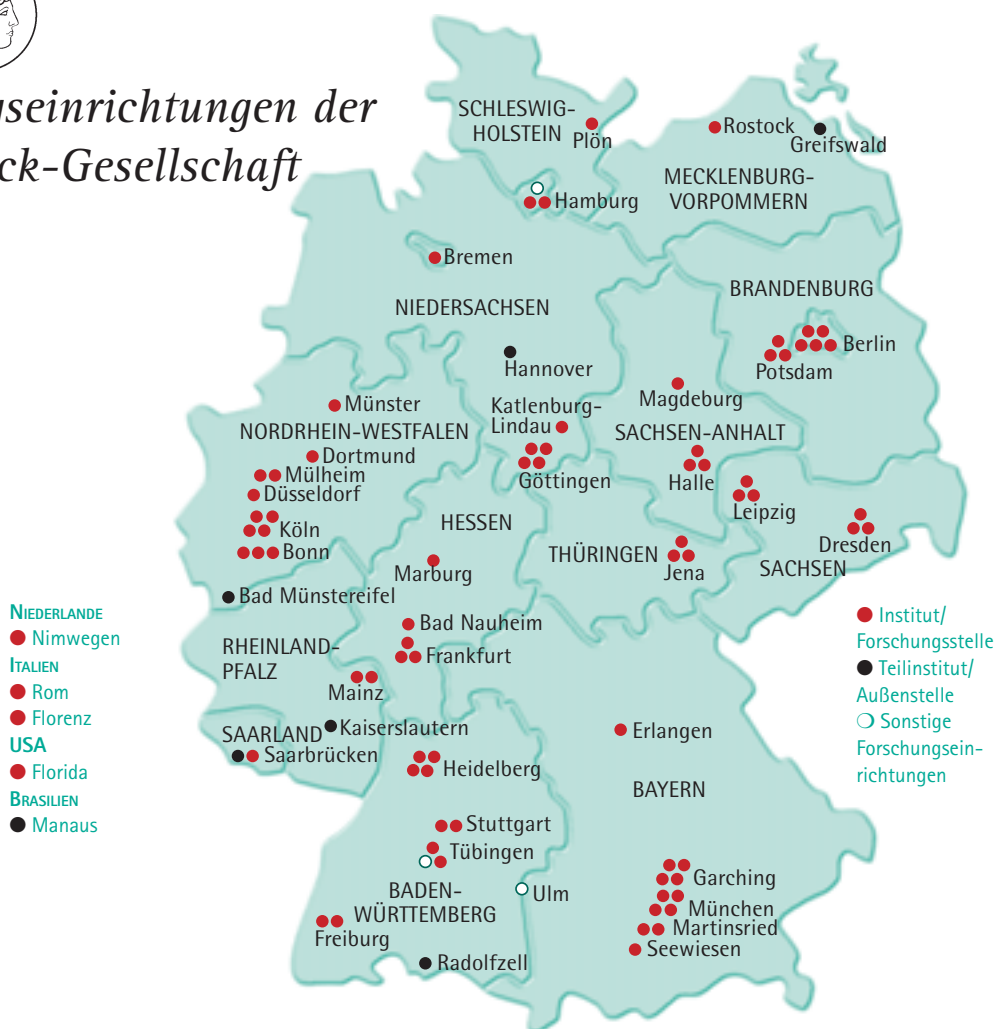 gseinrichtungen der
ck-Gesellschaft
SCHLESWIG-
HOLSTEIN
Plön
Rostock
Greifswald
MECKLENBURG-
VORPOMMERN
Hamburg
Bremen
NIEDERSACHSEN
BRANDENBURG
Berlin
Potsdam
Hannover
Magdeburg
Münster
Katlenburg-
Lindau
NORDRHEIN-WESTFALEN
SACHSEN-ANHALT
Dortmund
Mülheim
Göttingen
Halle
Düsseldorf
Leipzig
Köln
HESSEN
Dresden
Bonn
THÜRINGEN
SACHSEN
Marburg
Jena
Bad Münstereifel
NIEDERLANDE
Nimwegen
ITALIEN
Rom
Florenz
USA
Florida
BRASILIEN
Manaus
Bad Nauheim
RHEINLAND-
PFALZ
Frankfurt
Mainz
SAARLAND
Kaiserslautern
Saarbrücken
Erlangen
Heidelberg
BAYERN
Stuttgart
Tübingen
BADEN-
WÜRTTEMBERG
Ulm
Garching
München
Martinsried
Seewiesen
Freiburg
Radolfzell
Institut/
Forschungsstelle
Teilinstitut/
Außenstelle
Sonstige
Forschungsein-
richtungen